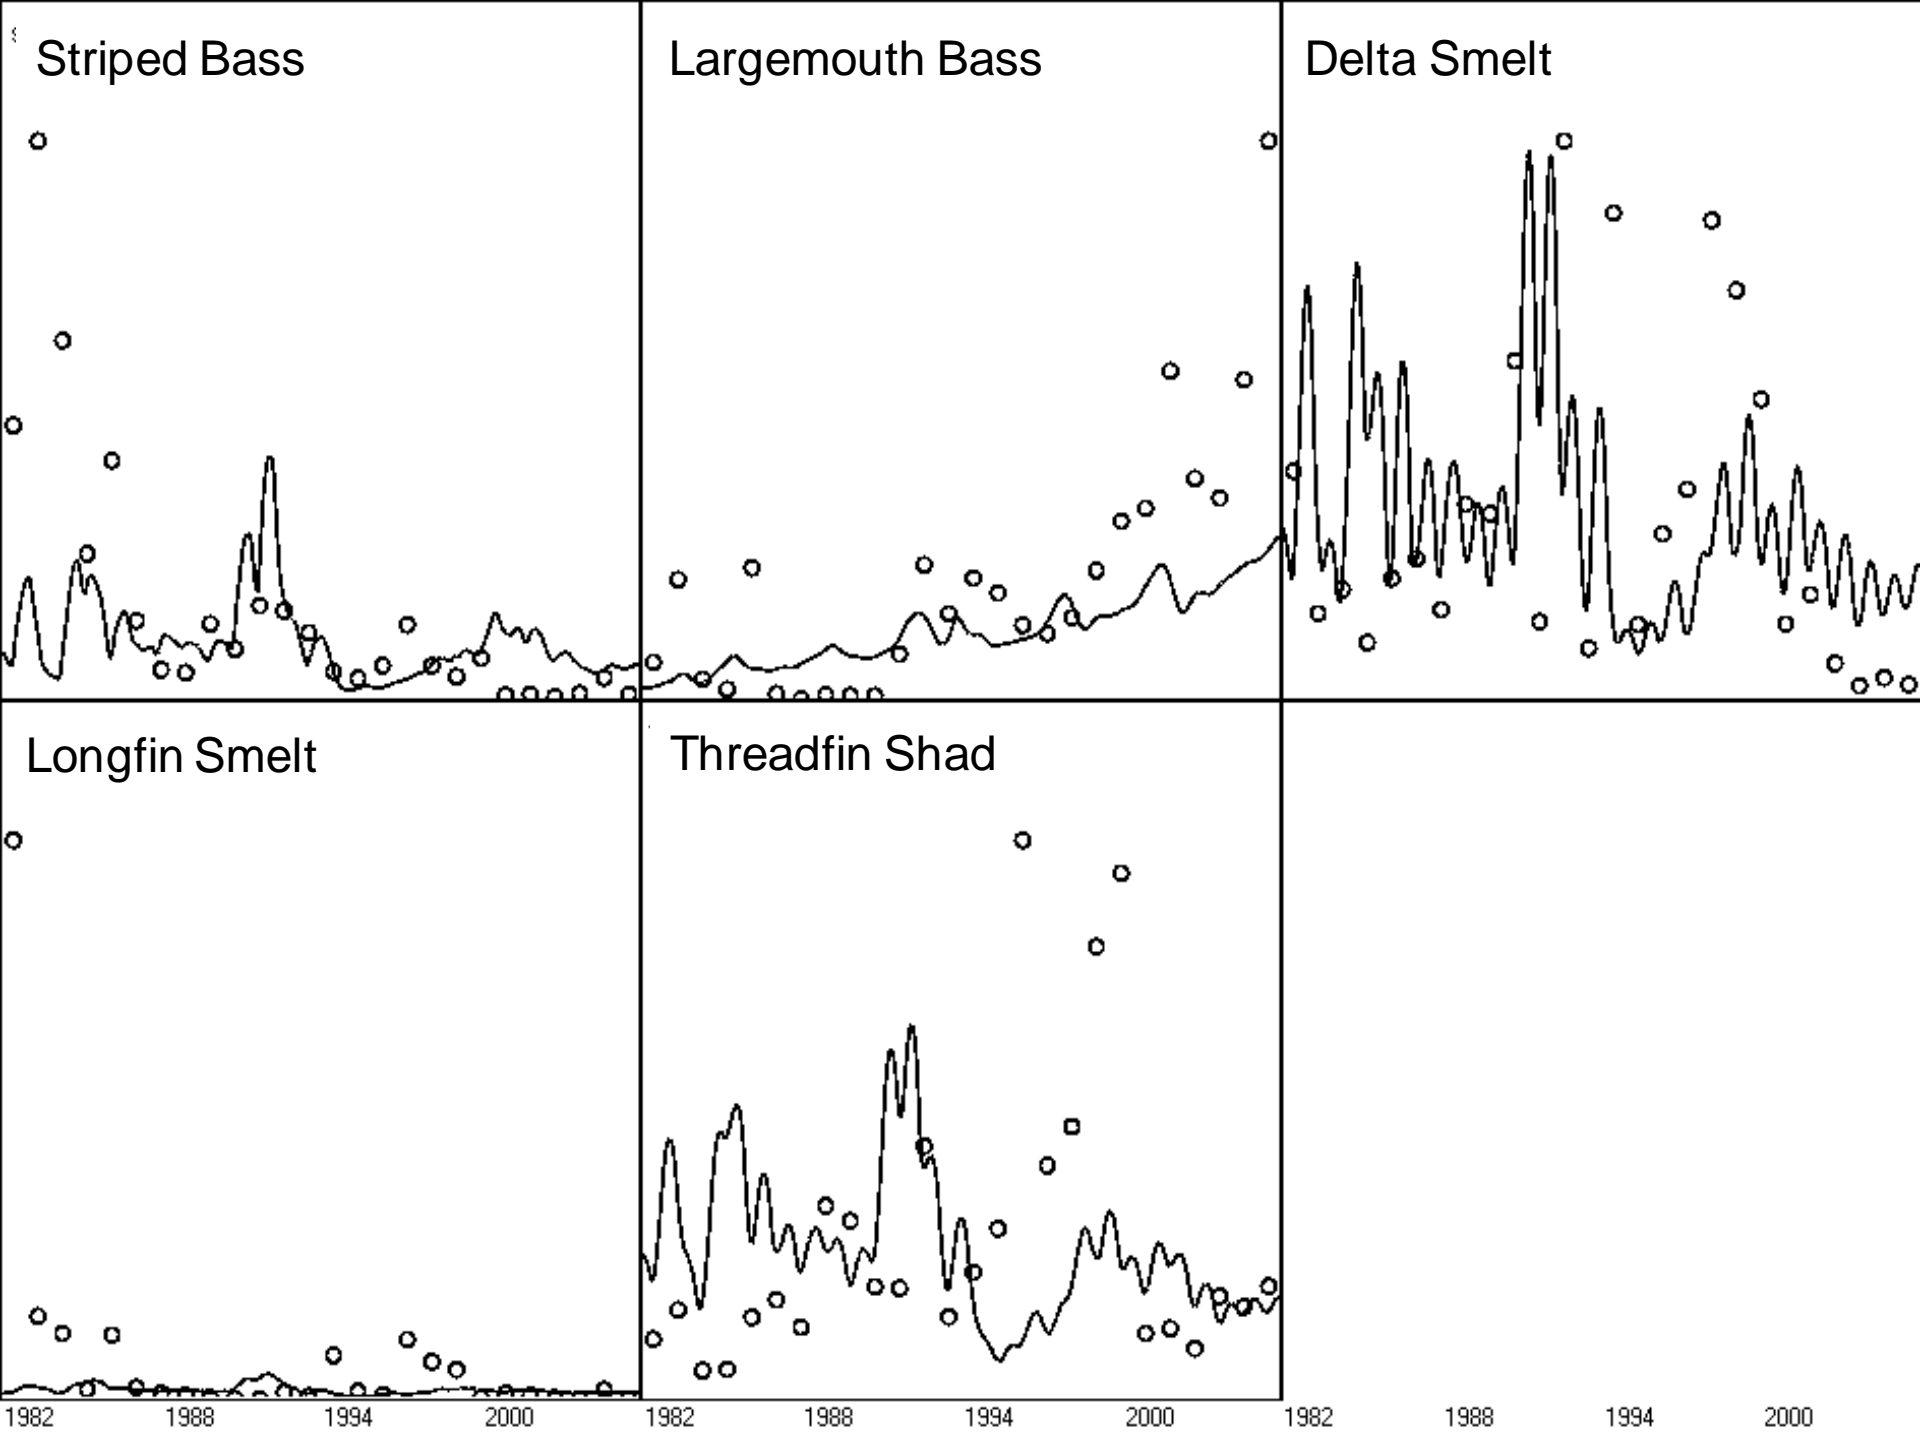 Striped Bass
Largemouth Bass
Delta Smelt
Longfin Smelt
Threadfin Shad
1982 1988 1994 2000 1982 1988 1994 2000 1982 1988 1994 2000